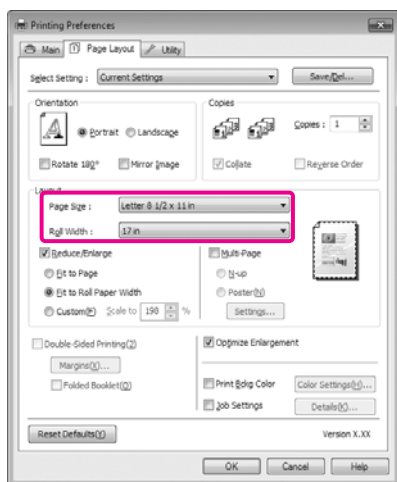 Printing Preferences
Main Page Layout Utility
Select Setting : Current Settings Save/Del...
Orientation
Copies
A
Portrait Landscape
Copies : 1
Rotate 180° Mirror Image
Collate Reverse Order
Layout
Page Size : Letter 8 1/2 x 11 in
Roll Width : 17 in
Reduce/Enlarge
Multi-Page
Fit to Page
N-up
Fit to Roll Paper Width
Poster(N)
Custom(F) Scale to 198 %
Settings...
Double-Sided Printing(2)
Optimize Enlargement
Margins(X)...
Folded Booklet(O)
Print Bckg Color Color Settings(H)...
Job Settings Details(K)...
Reset Defaults(Y)
Version X.XX
OK Cancel Help